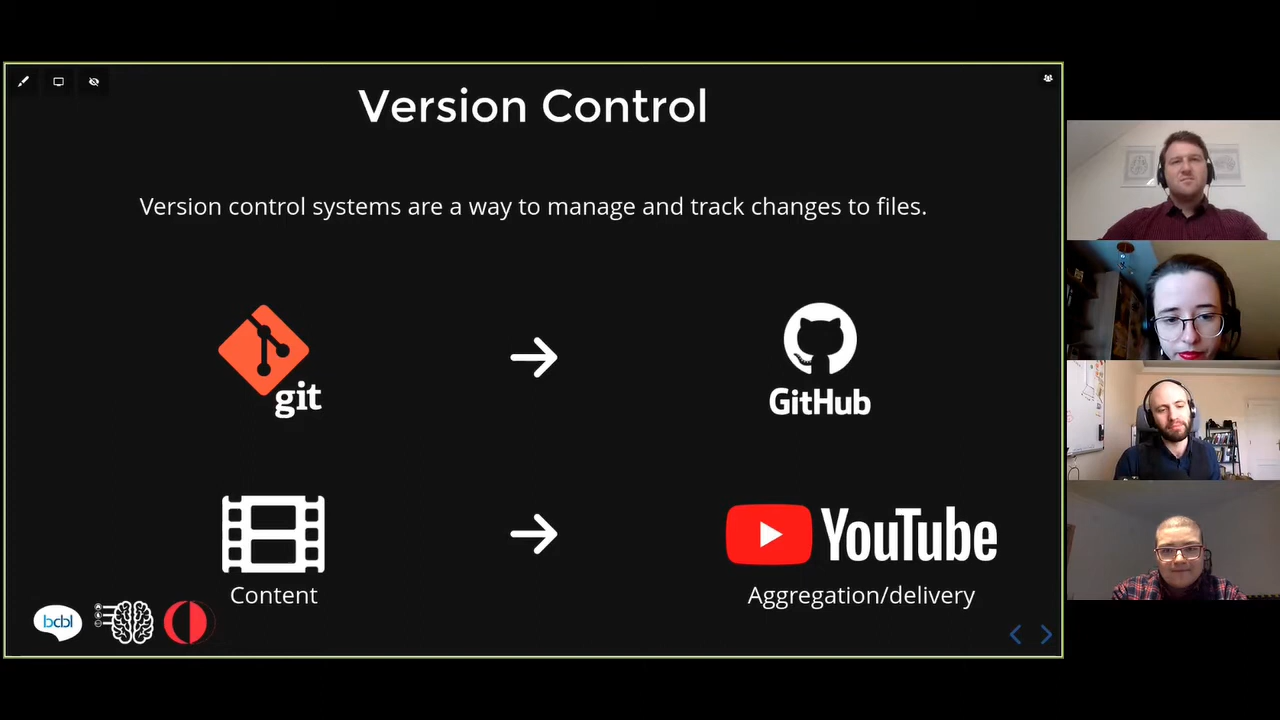 Version Control
Version control systems are a way to manage and track changes to files.
git
GitHub
YouTube
Content
Aggregation/delivery
bcbl